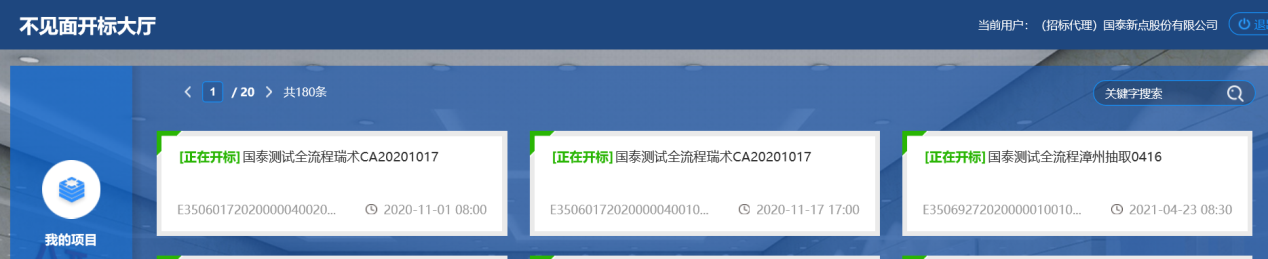 不见面开标大厅
当前用户：（招标代理）国泰新点股份有限公司
1 / 20 共180条
关键字搜索
[正在开标]国泰测试全流程瑞术CA20201017
E35060172020000040020...
2020-11-01 08:00
[正在开标]国泰测试全流程瑞术CA20201017
E35060172020000040010...
2020-11-17 17:00
[正在开标]国泰测试全流程漳州抽取0416
E35069272020000010010...
2021-04-23 08:30
我的项目